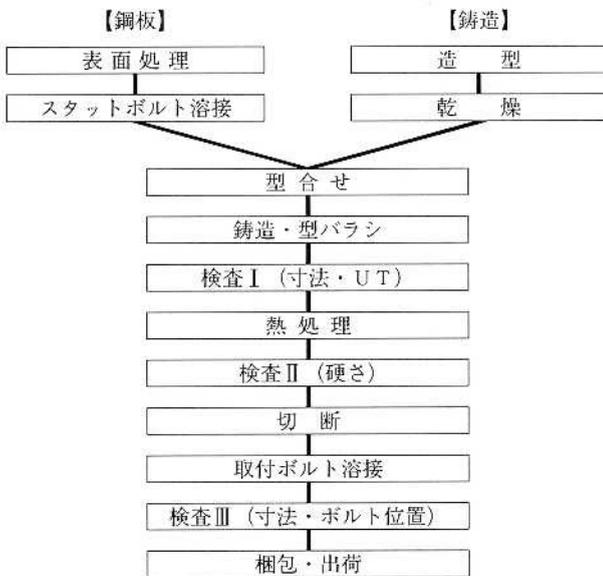 【鋼板】
【鋳造】
表面処理
造 型
スタットボルト溶接
乾 燥
型合せ
鋳造・型バラシ
検査Ⅰ（寸法・UT）
熱処理
検査Ⅱ（硬さ）
切 断
取付ボルト溶接
検査Ⅲ（寸法・ボルト位置）
梱包・出荷